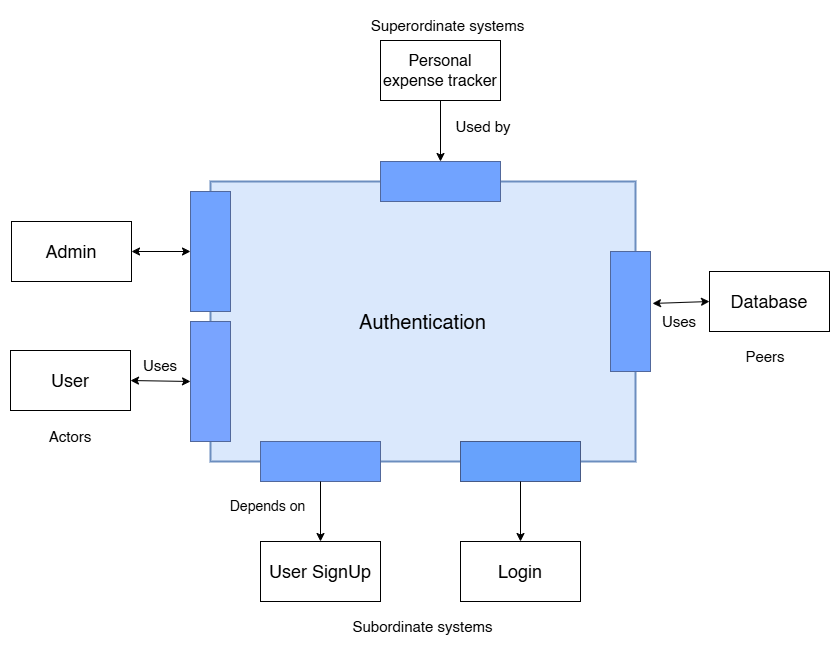 Superordinate systems
Personal
expense tracker
Used by
Admin
Authentication
Database
Uses
Peers
User
Uses
Actors
Depends on
User SignUp
Login
Subordinate systems